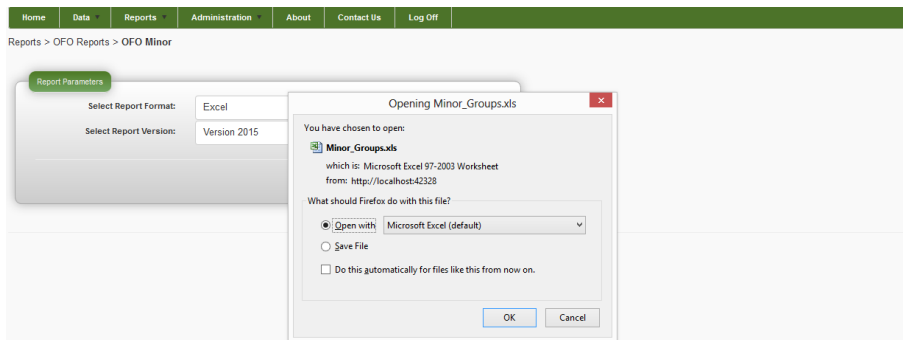 Home Data Reports Administration About Contact Us Log Off
Reports > OFO Reports > OFO Minor
Report Parameters
Select Report Format: Excel
Select Report Version: Version 2015
Opening Minor_Groups.xls
You have chosen to open:
Minor_Groups.xls
which is: Microsoft Excel 97-2003 Worksheet
from: http://localhost:42328
What should Firefox do with this file?
Open with Microsoft Excel (default)
Save File
Do this automatically for files like this from now on.
OK Cancel